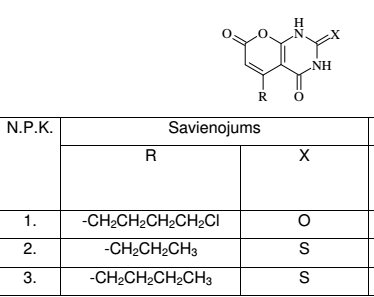 H
O O N X
NH
R O
N.P.K. Savienojums
R X
1. -CH₂CH₂CH₂CH₂Cl O
2. -CH₂CH₂CH₃ S
3. -CH₂CH₂CH₂CH₃ S